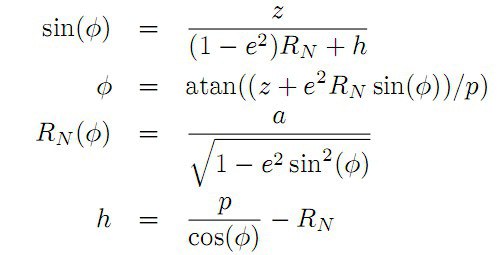 sin(ϕ) = z / ((1 − e²)R_N + h)
ϕ = atan((z + e²R_N sin(ϕ))/p)
R_N(ϕ) = a / √(1 − e² sin²(ϕ))
h = p / cos(ϕ) − R_N